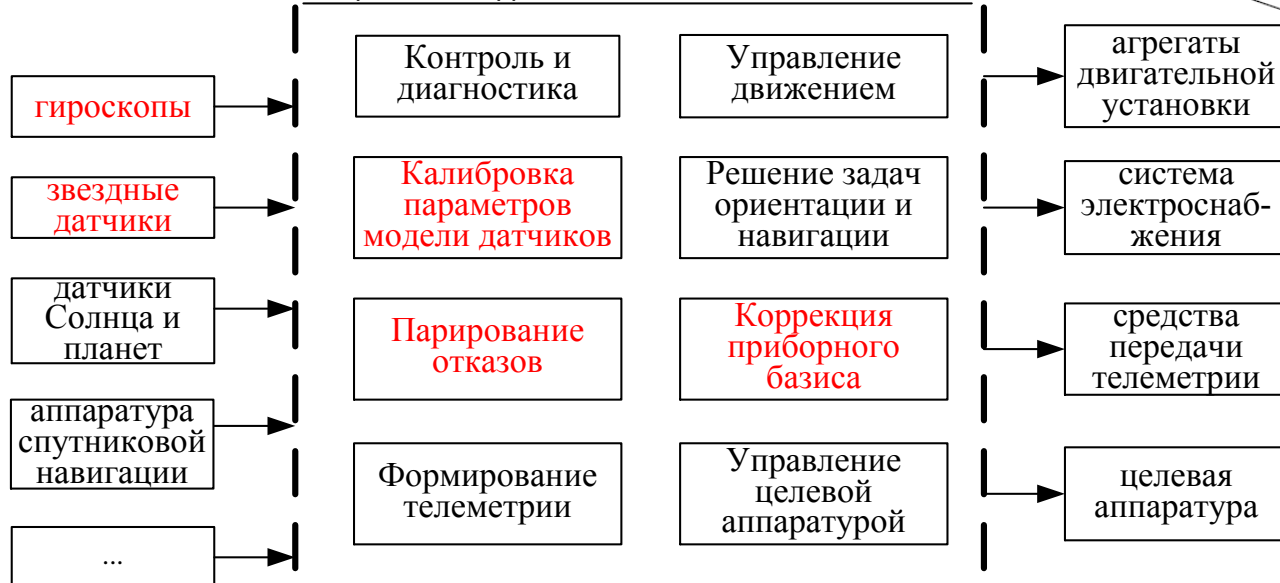 гироскопы
звездные
датчики
датчики
Солнца и
планет
аппаратура
спутниковой
навигации
...
Контроль и
диагностика
Управление
движением
Калибровка
параметров
модели датчиков
Решение задач
ориентации и
навигации
Парирование
отказов
Коррекция
приборного
базиса
Формирование
телеметрии
Управление
целевой
аппаратурой
агрегаты
двигательной
установки
система
электроснаб-
жения
средства
передачи
телеметрии
целевая
аппаратура